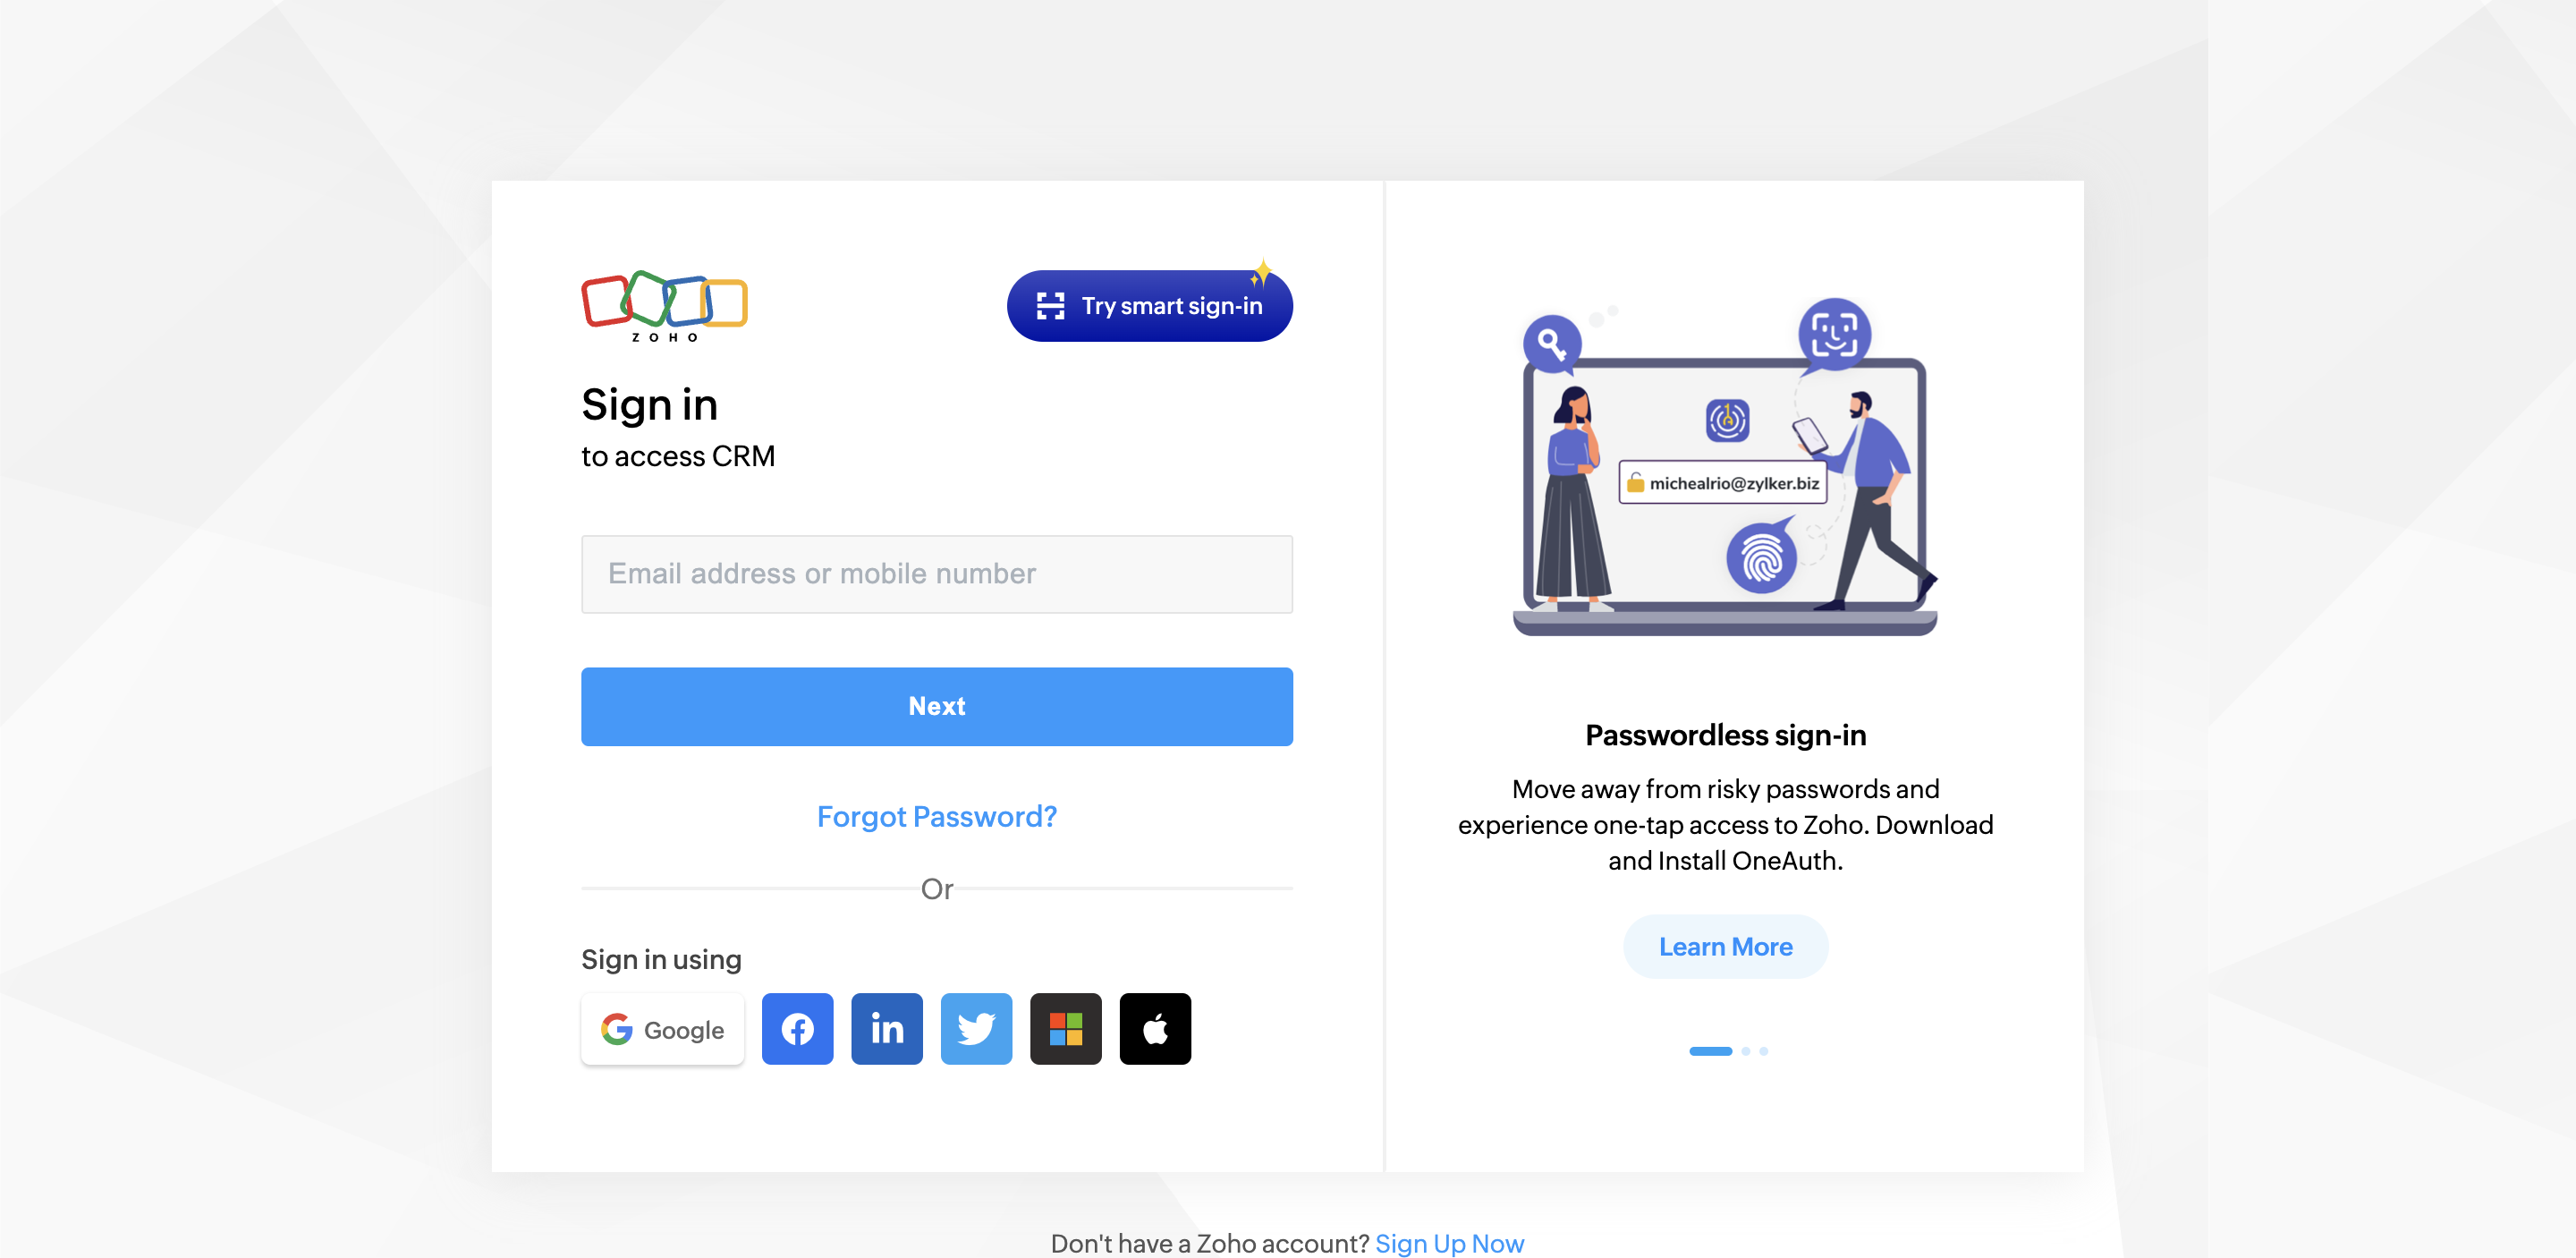 ZOHO
Try smart sign-in
Sign in
to access CRM
Email address or mobile number
Next
Forgot Password?
Or
Sign in using
Google
in
michealrio@zylker.biz
Passwordless sign-in
Move away from risky passwords and
experience one-tap access to Zoho. Download
and Install OneAuth.
Learn More
Don't have a Zoho account? Sign Up Now